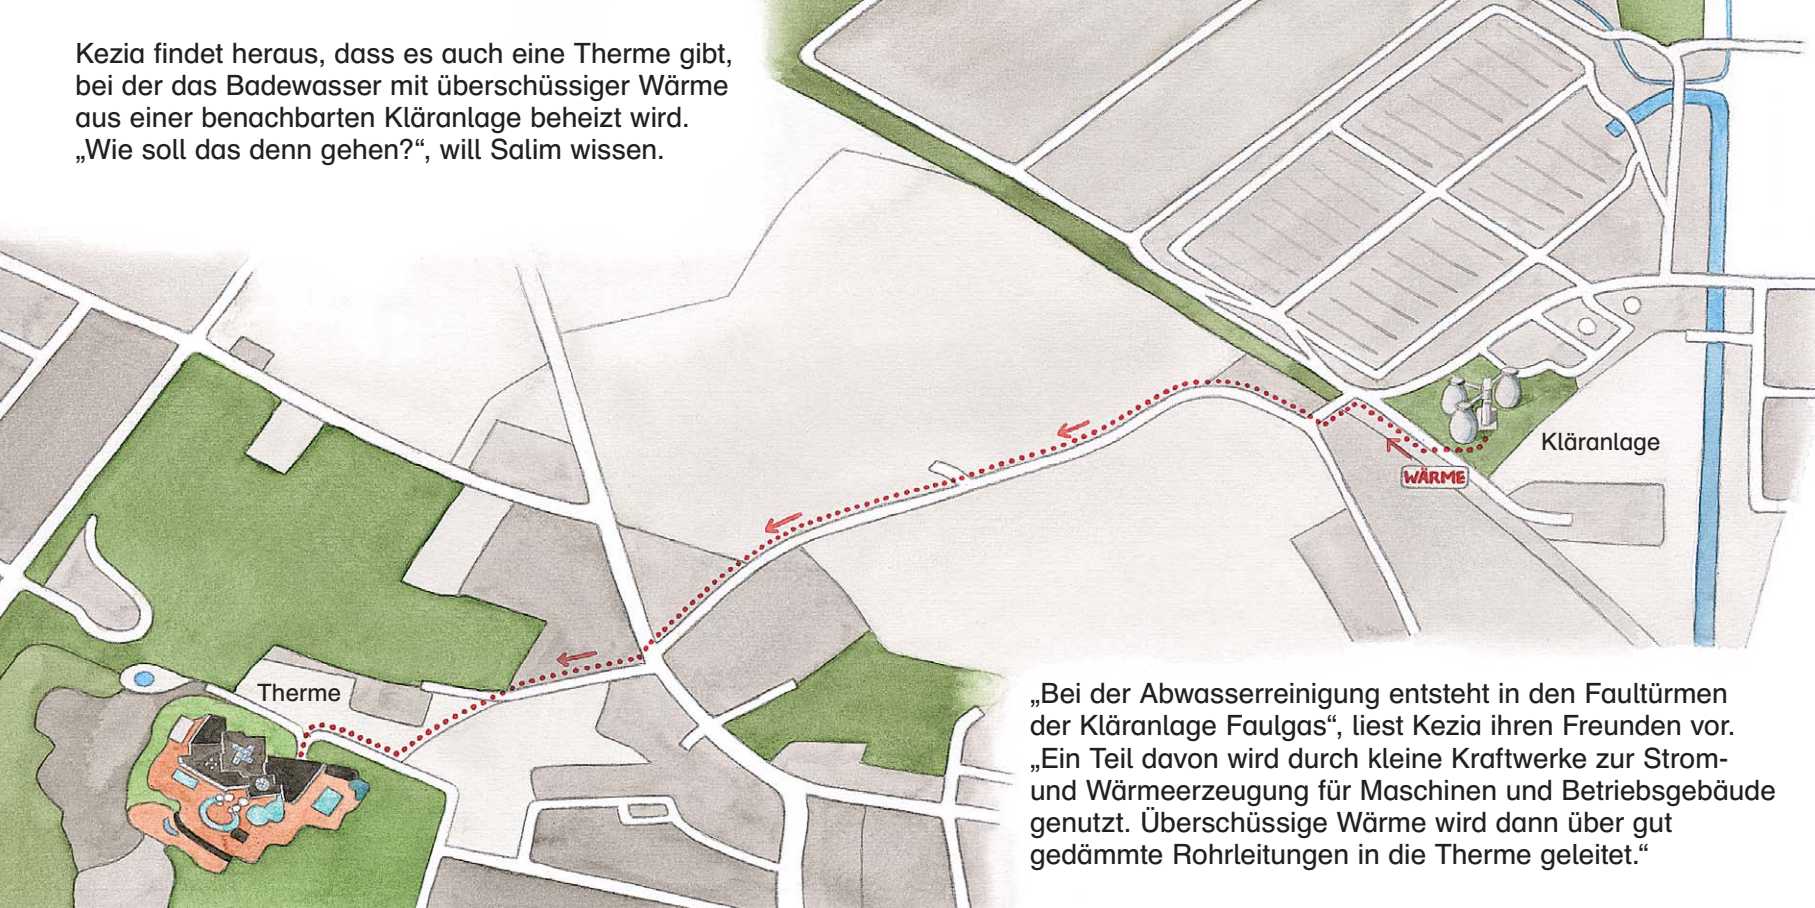 Kezia findet heraus, dass es auch eine Therme gibt,
bei der das Badewasser mit überschüssiger Wärme
aus einer benachbarten Kläranlage beheizt wird.
„Wie soll das denn gehen?“, will Salim wissen.
Kläranlage
WÄRME
Therme
„Bei der Abwasserreinigung entsteht in den Faultürmen
der Kläranlage Faulgas“, liest Kezia ihren Freunden vor.
„Ein Teil davon wird durch kleine Kraftwerke zur Strom-
und Wärmeerzeugung für Maschinen und Betriebsgebäude
genutzt. Überschüssige Wärme wird dann über gut
gedämmte Rohrleitungen in die Therme geleitet.“